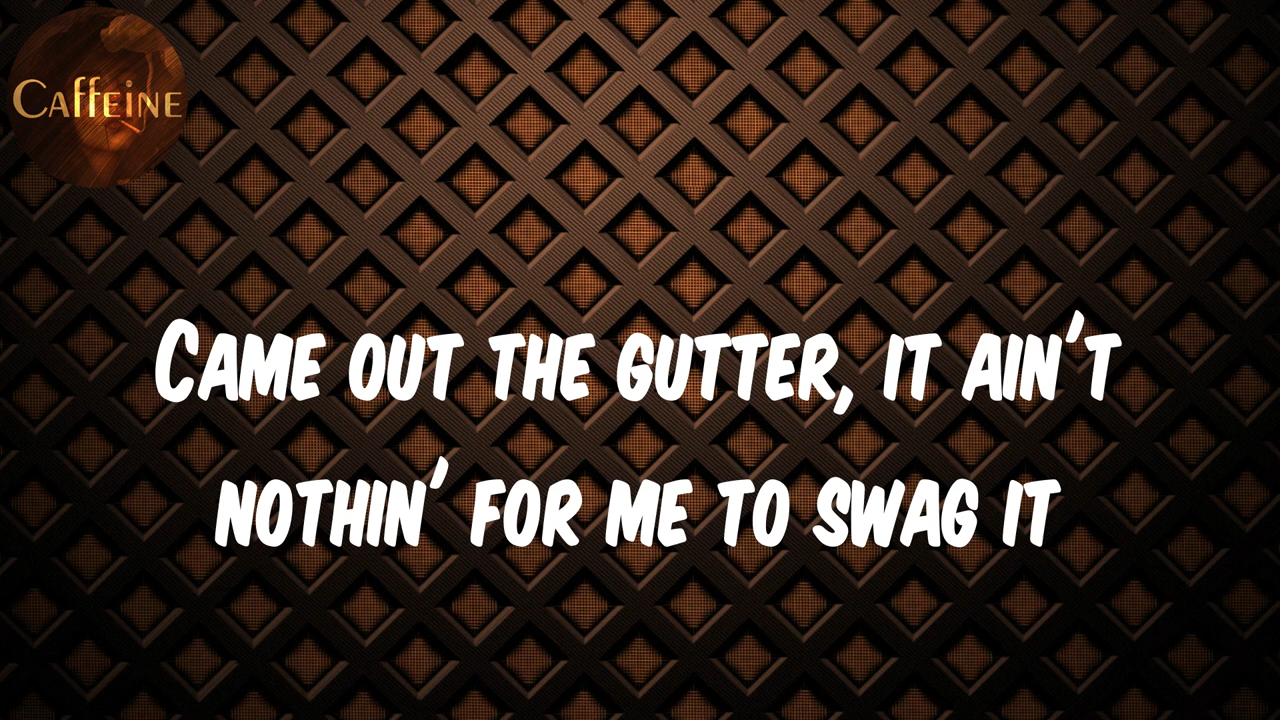 Caffeine
Came out the gutter, it ain't
nothin' for me to swag it